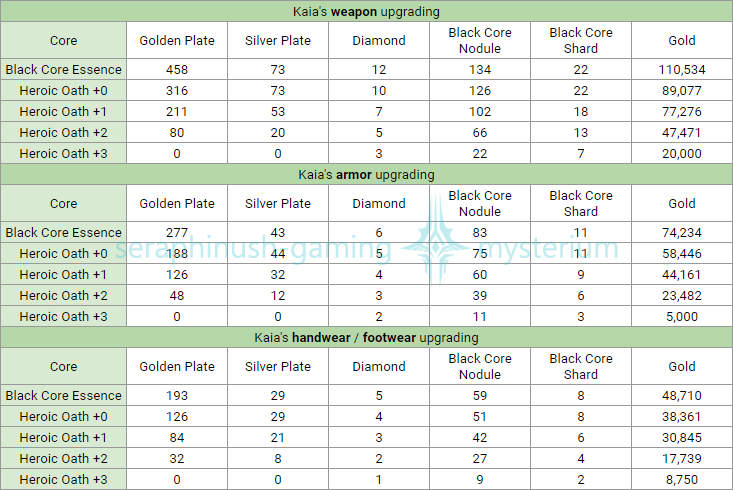 Kaia's weapon upgrading
Core Golden Plate Silver Plate Diamond Black Core Nodule Black Core Shard Gold
Black Core Essence 458 73 12 134 22 110,534
Heroic Oath +0 316 73 10 126 22 89,077
Heroic Oath +1 211 53 7 102 18 77,276
Heroic Oath +2 80 20 5 66 13 47,471
Heroic Oath +3 0 0 3 22 7 20,000
Kaia's armor upgrading
Core Golden Plate Silver Plate Diamond Black Core Nodule Black Core Shard Gold
Black Core Essence 277 43 6 83 11 74,234
seraphinush-gaming mysterium
Heroic Oath +0 188 44 5 75 11 58,446
Heroic Oath +1 126 32 4 60 9 44,161
Heroic Oath +2 48 12 3 39 6 23,482
Heroic Oath +3 0 0 2 11 3 5,000
Kaia's handwear / footwear upgrading
Core Golden Plate Silver Plate Diamond Black Core Nodule Black Core Shard Gold
Black Core Essence 193 29 5 59 8 48,710
Heroic Oath +0 126 29 4 51 8 38,361
Heroic Oath +1 84 21 3 42 6 30,845
Heroic Oath +2 32 8 2 27 4 17,739
Heroic Oath +3 0 0 1 9 2 8,750